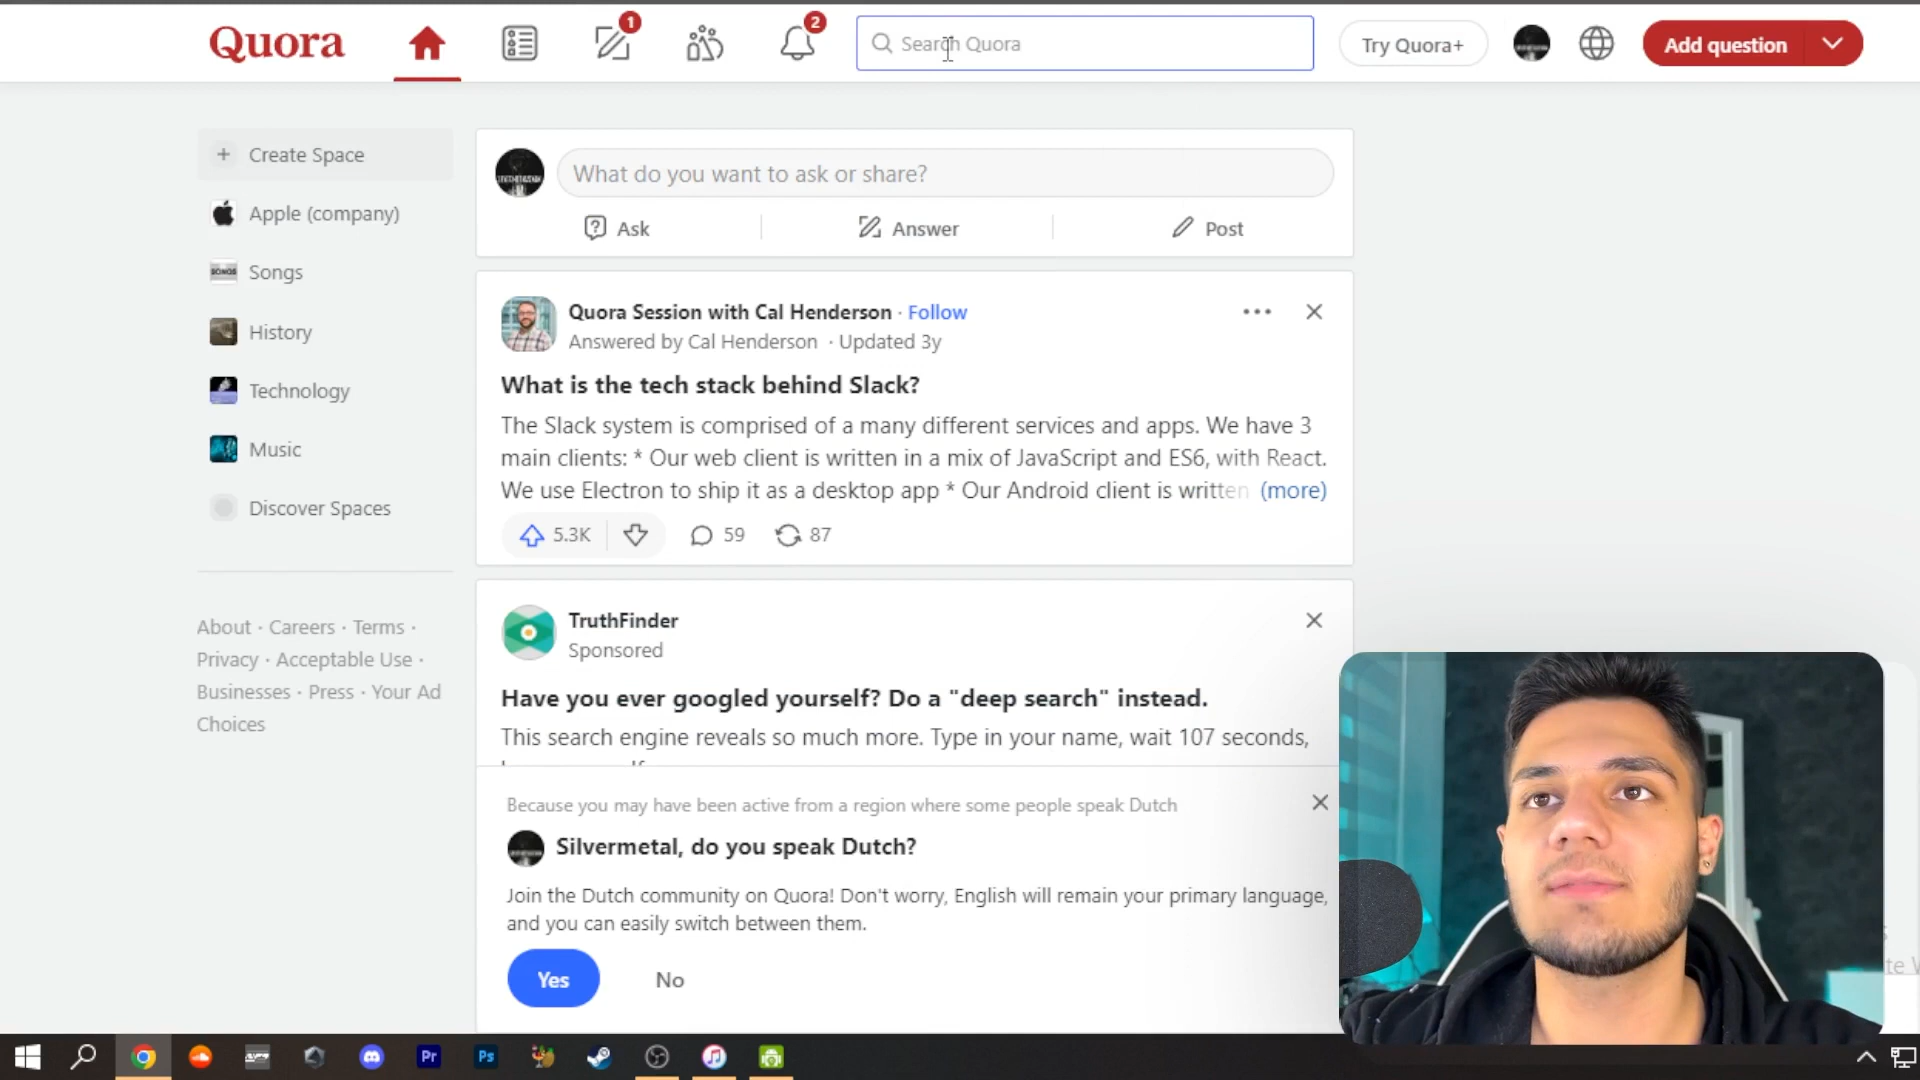 Quora
1
2
Search Quora
Try Quora+
Add question
Create Space
Apple (company)
SONGS
Songs
History
Technology
Music
Discover Spaces
About · Careers · Terms ·
Privacy · Acceptable Use ·
Businesses · Press · Your Ad
Choices
What do you want to ask or share?
Ask
Answer
Post
Quora Session with Cal Henderson · Follow
Answered by Cal Henderson · Updated 3y
What is the tech stack behind Slack?
The Slack system is comprised of a many different services and apps. We have 3
main clients: * Our web client is written in a mix of JavaScript and ES6, with React.
We use Electron to ship it as a desktop app * Our Android client is written (more)
5.3K
59
87
TruthFinder
Sponsored
Have you ever googled yourself? Do a "deep search" instead.
This search engine reveals so much more. Type in your name, wait 107 seconds,
Because you may have been active from a region where some people speak Dutch
Silvermetal, do you speak Dutch?
Join the Dutch community on Quora! Don't worry, English will remain your primary language,
and you can easily switch between them.
Yes
No
Pr
Ps